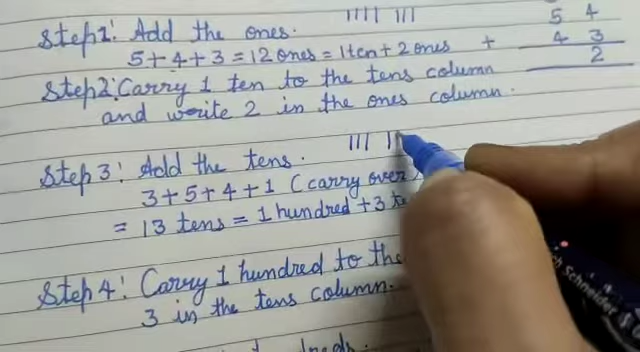 Step1: Add the ones.
5+4+3=12 ones=1ten+2 ones
Step2: Carry 1 ten to the tens column
and write 2 in the ones column.
5 4
+ 4 3
2
Step 3: Add the tens.
3+5+4+1 (carry over
= 13 tens = 1 hundred +3
Step 4: Carry 1 hundred to the
3 in the tens column.
Schneider